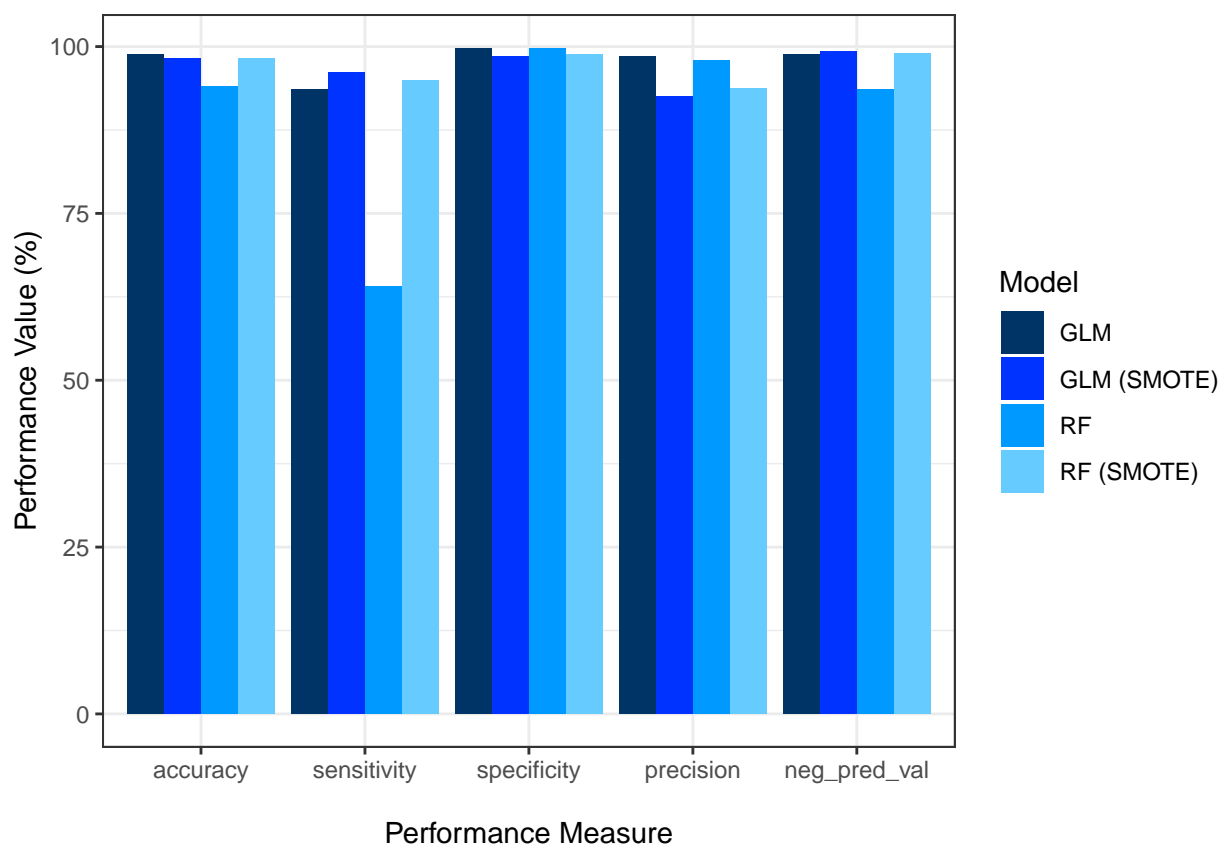 100
75
50
25
0
Performance Value (%)
accuracy
sensitivity
specificity
precision
neg_pred_val
Performance Measure
Model
GLM
GLM (SMOTE)
RF
RF (SMOTE)